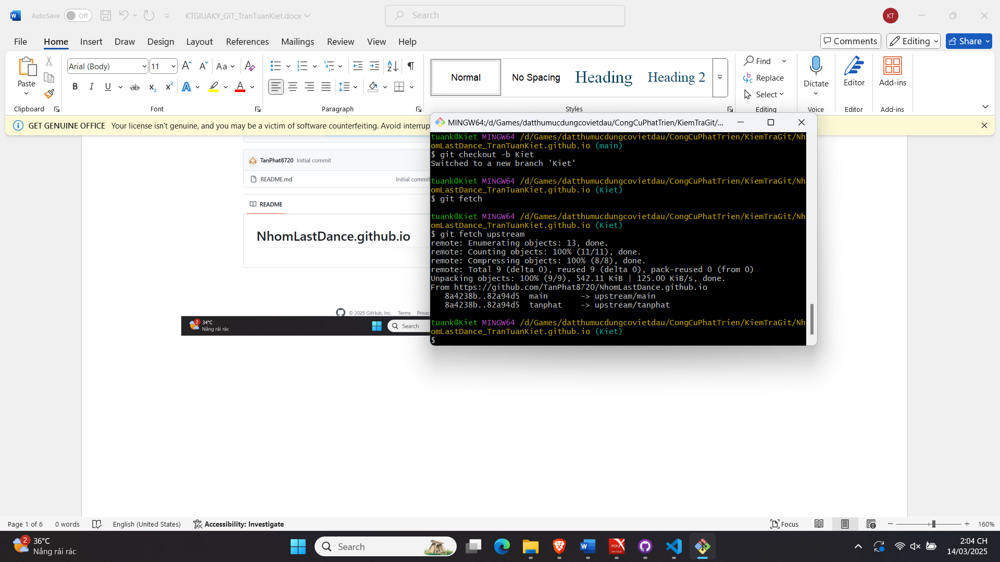 AutoSave Off KTGIUAKY_GIT_TranTuanKiet.docx Search KT
File Home Insert Draw Design Layout References Mailings Review View Help Comments Editing Share
Paste
Arial (Body) 11 Aa
Normal No Spacing Heading Heading 2
Find
Replace
Select
Dictate Editor Add-ins
Clipboard Font Paragraph Styles Editing Voice Editor Add-ins
GET GENUINE OFFICE Your license isn't genuine, and you may be a victim of software counterfeiting. Avoid interrup
TanPhat8720 Initial commit
README.md Initial commit
README
NhomLastDance.github.io
© 2025 GitHub, Inc. Terms Privac
2 34°C
Nắng rải rác
Search
MINGW64:/d/Games/datthumucdungcovietdau/CongCuPhatTrien/KiemTraGit/...
tuank@Kiet MINGW64 /d/Games/datthumucdungcovietdau/CongCuPhatTrien/KiemTraGit/Nh
omLastDance_TranTuanKiet.github.io (main)
$ git checkout -b Kiet
Switched to a new branch 'Kiet'
tuank@Kiet MINGW64 /d/Games/datthumucdungcovietdau/CongCuPhatTrien/KiemTraGit/Nh
omLastDance_TranTuanKiet.github.io (Kiet)
$ git fetch
tuank@Kiet MINGW64 /d/Games/datthumucdungcovietdau/CongCuPhatTrien/KiemTraGit/Nh
omLastDance_TranTuanKiet.github.io (Kiet)
$ git fetch upstream
remote: Enumerating objects: 13, done.
remote: Counting objects: 100% (11/11), done.
remote: Compressing objects: 100% (8/8), done.
remote: Total 9 (delta 0), reused 9 (delta 0), pack-reused 0 (from 0)
Unpacking objects: 100% (9/9), 542.11 KiB | 125.00 KiB/s, done.
From https://github.com/TanPhat8720/NhomLastDance.github.io
8a4238b..82a94d5 main -> upstream/main
8a4238b..82a94d5 tanphat -> upstream/tanphat
tuank@Kiet MINGW64 /d/Games/datthumucdungcovietdau/CongCuPhatTrien/KiemTraGit/Nh
omLastDance_TranTuanKiet.github.io (Kiet)
$
Page 1 of 6 0 words English (United States) Accessibility: Investigate Focus 160%
2 36°C
Nắng rải rác
Search
2:04 CH
14/03/2025